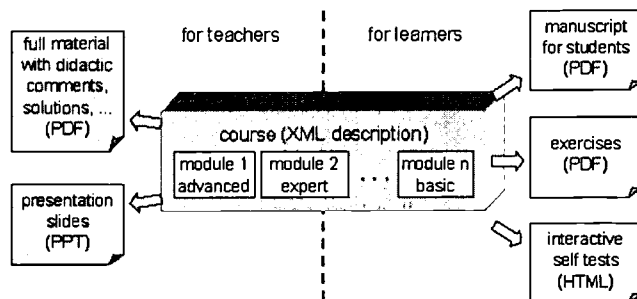 for teachers
for learners
full material
with didactic
comments,
solutions, ...
(PDF)
presentation
slides
(PPT)
course (XML description)
module 1
advanced
module 2
expert
...
module n
basic
manuscript
for students
(PDF)
exercises
(PDF)
interactive
self tests
(HTML)